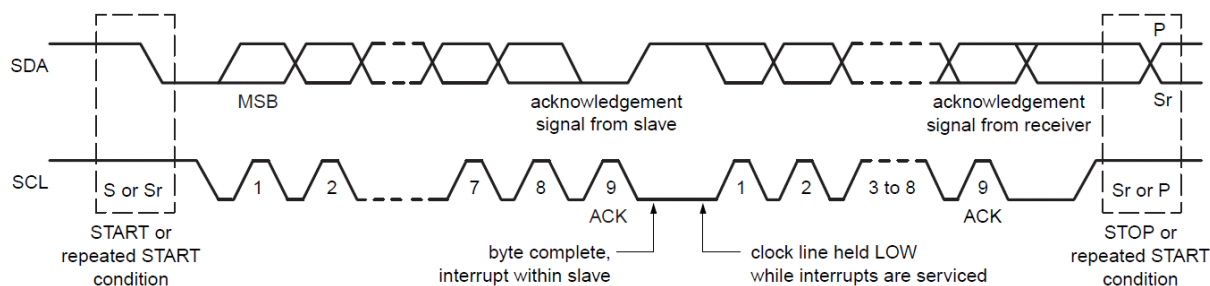 P
SDA
MSB
acknowledgement
signal from slave
acknowledgement
signal from receiver
Sr
SCL
S or Sr
1
2
7
8
9
1
2
3 to 8
9
Sr or P
ACK
ACK
START or
repeated START
condition
byte complete,
interrupt within slave
clock line held LOW
while interrupts are serviced
STOP or
repeated START
condition